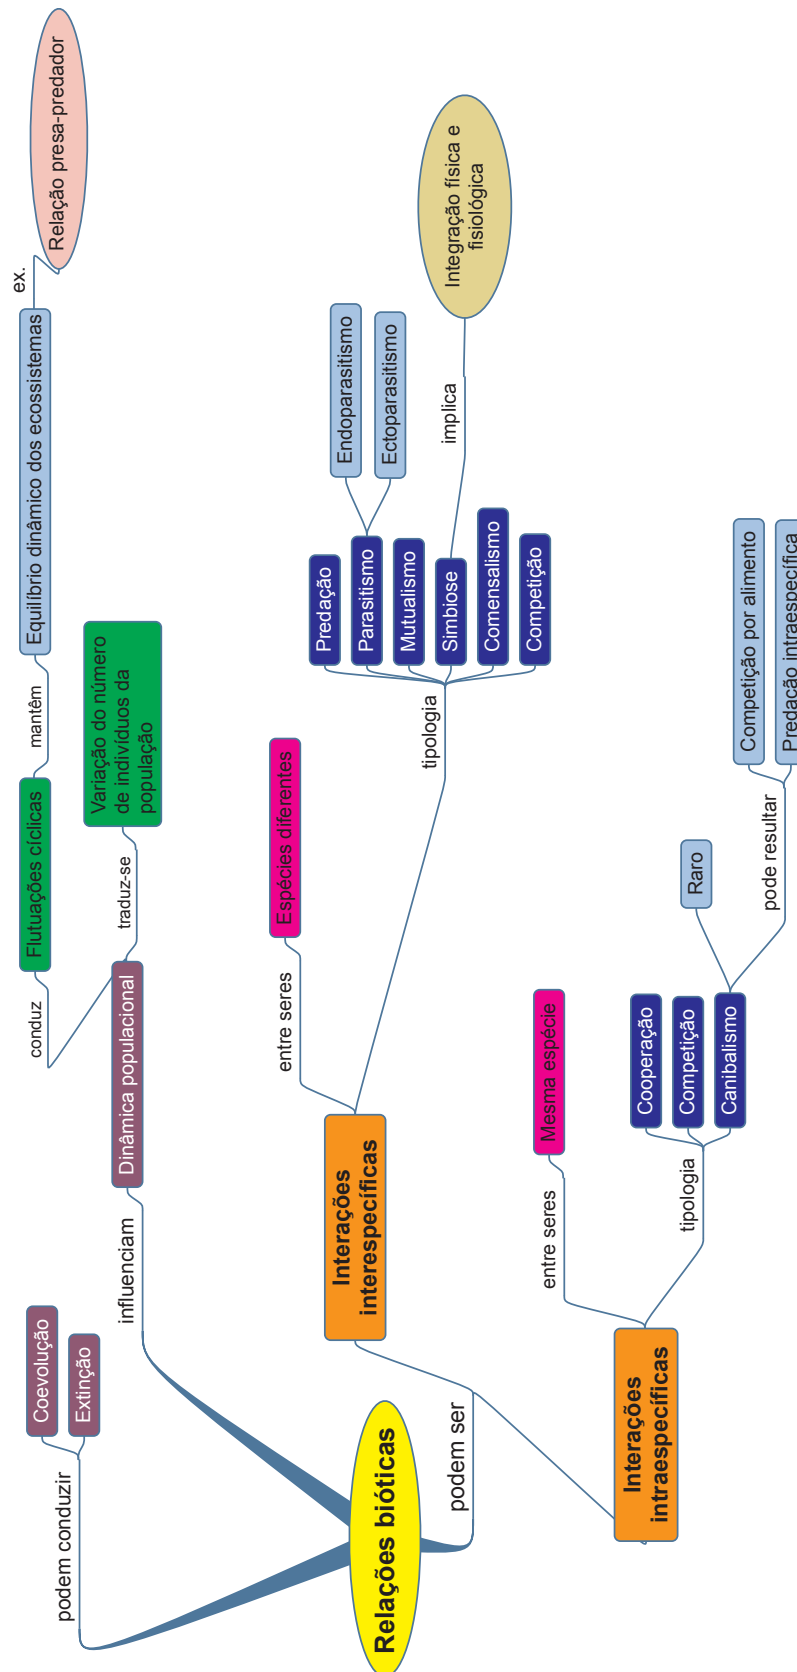 Relações bióticas
podem conduzir
Coevolução
Extinção
influenciam
Dinâmica populacional
conduz
Flutuações cíclicas
mantêm
Equilíbrio dinâmico dos ecossistemas
ex.
Relação presa-predador
traduz-se
Variação do número
de indivíduos da
população
podem ser
Interações
interespecíficas
entre seres
Espécies diferentes
tipologia
Predação
Parasitismo
Endoparasitismo
Ectoparasitismo
Mutualismo
Simbiose
implica
Integração física e
fisiológica
Comensalismo
Competição
Interações
intraespecíficas
entre seres
Mesma espécie
tipologia
Cooperação
Competição
Canibalismo
Raro
pode resultar
Competição por alimento
Predação intraespecífica